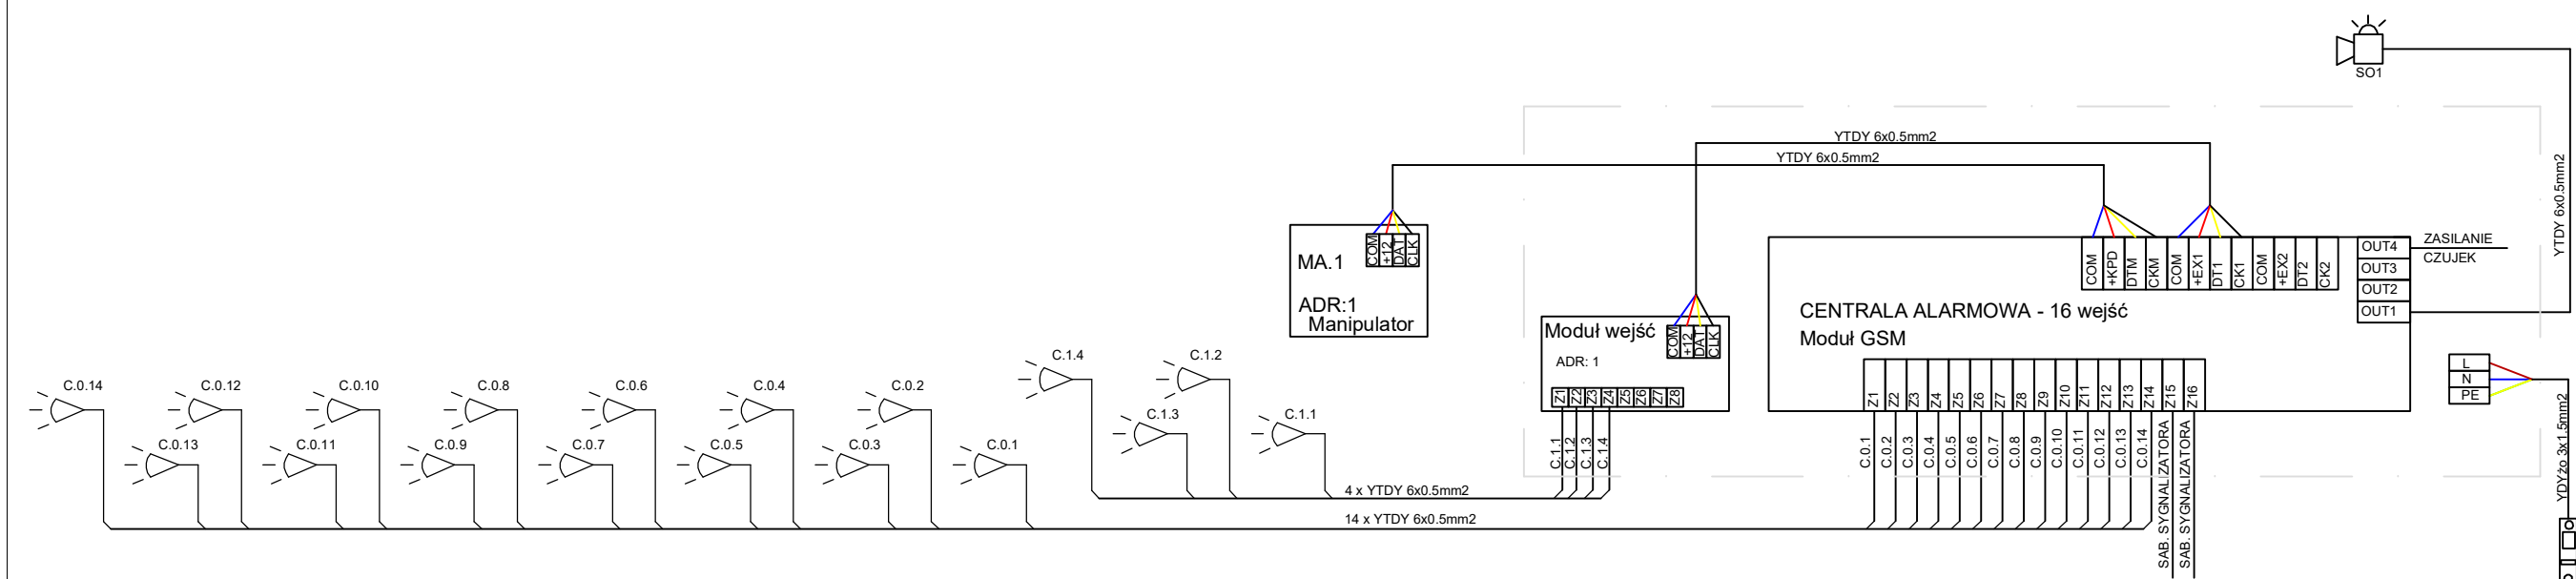 SO1
YTDY 6x0.5mm2
YTDY 6x0.5mm2
YTDY 6x0.5mm2
MA.1
COM
+12
DAT
CLK
ADR:1
Manipulator
Moduł wejść
COM
+12
DAT
CLK
ADR: 1
Z1
Z2
Z3
Z4
Z5
Z6
Z7
Z8
C.1.1
C.1.2
C.1.3
C.1.4
COM
+KPD
DTM
CKM
COM
+EX1
DT1
CK1
COM
+EX2
DT2
CK2
OUT4
OUT3
OUT2
OUT1
ZASILANIE
CZUJEK
CENTRALA ALARMOWA - 16 wejść
Moduł GSM
Z1
Z2
Z3
Z4
Z5
Z6
Z7
Z8
Z9
Z10
Z11
Z12
Z13
Z14
Z15
Z16
C.0.1
C.0.2
C.0.3
C.0.4
C.0.5
C.0.6
C.0.7
C.0.8
C.0.9
C.0.10
C.0.11
C.0.12
C.0.13
C.0.14
SAB. SYGNALIZATORA
SAB. SYGNALIZATORA
L
N
PE
YDYżo 3x1.5mm2
C.1.4
C.1.2
C.1.3
C.1.1
C.0.14
C.0.12
C.0.10
C.0.8
C.0.6
C.0.4
C.0.2
C.0.13
C.0.11
C.0.9
C.0.7
C.0.5
C.0.3
C.0.1
4 x YTDY 6x0.5mm2
14 x YTDY 6x0.5mm2